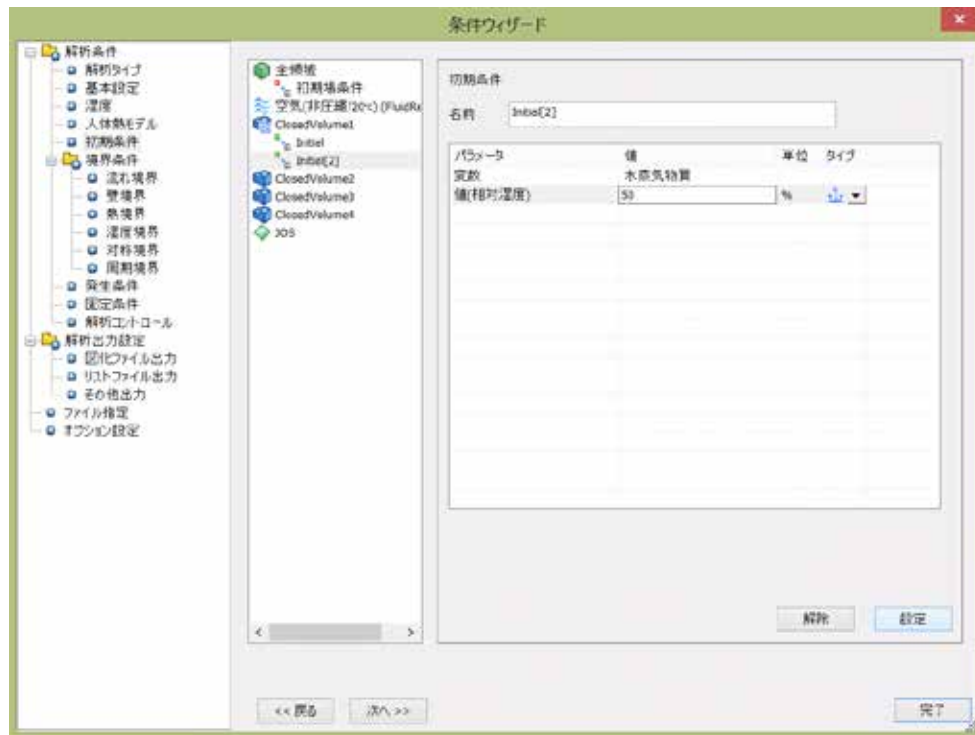 条件ウィザード
解析条件
解析タイプ
基本設定
湿度
人体熱モデル
初期条件
境界条件
流れ境界
壁境界
熱境界
湿度境界
対称境界
周期境界
発生条件
固定条件
解析コントロール
解析出力設定
図化ファイル出力
リストファイル出力
その他出力
ファイル指定
オプション設定
全領域
初期場条件
空気(非圧縮/20℃) (FluidRe
ClosedVolume1
Initial
Initial[2]
ClosedVolume2
ClosedVolume3
ClosedVolume4
JOS
初期条件
名前 Initial[2]
パラメータ 値 単位 タイプ
変数 水蒸気物質
値(相対湿度) 50 %
解除 設定
<< 戻る 次へ >> 完了